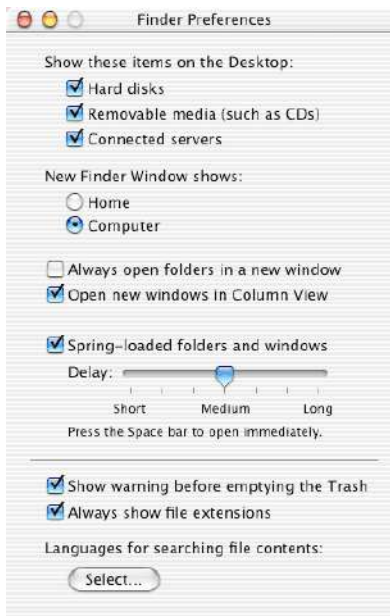 Finder Preferences
Show these items on the Desktop:
Hard disks
Removable media (such as CDs)
Connected servers
New Finder Window shows:
Home
Computer
Always open folders in a new window
Open new windows in Column View
Spring-loaded folders and windows
Delay:
Short Medium Long
Press the Space bar to open immediately.
Show warning before emptying the Trash
Always show file extensions
Languages for searching file contents:
Select...